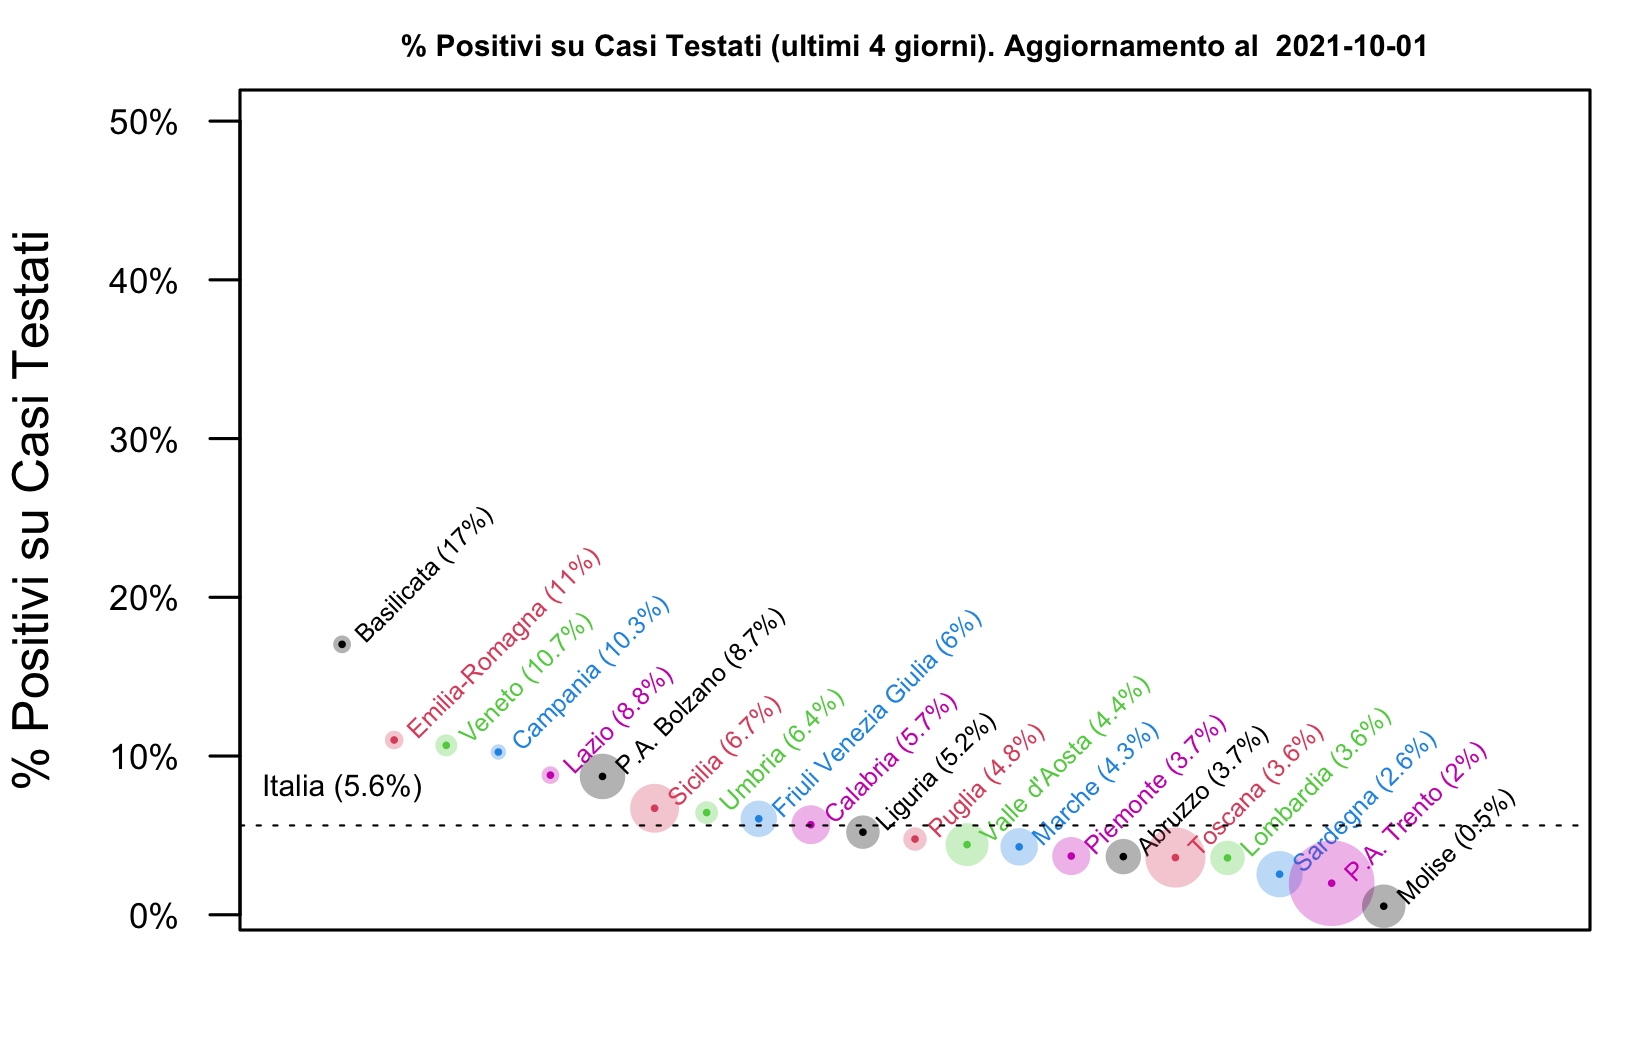 % Positivi su Casi Testati (ultimi 4 giorni). Aggiornamento al  2021-10-01
% Positivi su Casi Testati
50%
40%
30%
20%
10%
0%
Italia (5.6%)
Basilicata (17%)
Emilia-Romagna (11%)
Veneto (10.7%)
Campania (10.3%)
Lazio (8.8%)
P.A. Bolzano (8.7%)
Sicilia (6.7%)
Umbria (6.4%)
Friuli Venezia Giulia (6%)
Calabria (5.7%)
Liguria (5.2%)
Puglia (4.8%)
Valle d'Aosta (4.4%)
Marche (4.3%)
Piemonte (3.7%)
Abruzzo (3.7%)
Toscana (3.6%)
Lombardia (3.6%)
Sardegna (2.6%)
P.A. Trento (2%)
Molise (0.5%)